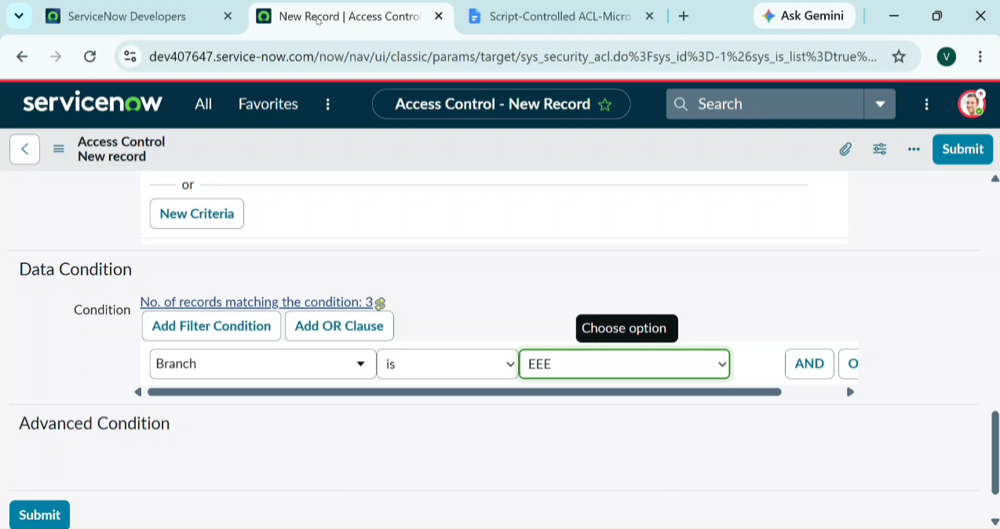 ServiceNow Developers
New Record | Access Contro
Script-Controlled ACL-Micro
Ask Gemini
dev407647.service-now.com/now/nav/ui/classic/params/target/sys_security_acl.do%3Fsys_id%3D-1%26sys_is_list%3Dtrue%...
V
servicenow
All
Favorites
Access Control - New Record
Search
Access Control
New record
Submit
or
New Criteria
Data Condition
Condition
No. of records matching the condition: 3
Add Filter Condition
Add OR Clause
Choose option
Branch
is
EEE
AND
O
Advanced Condition
Submit